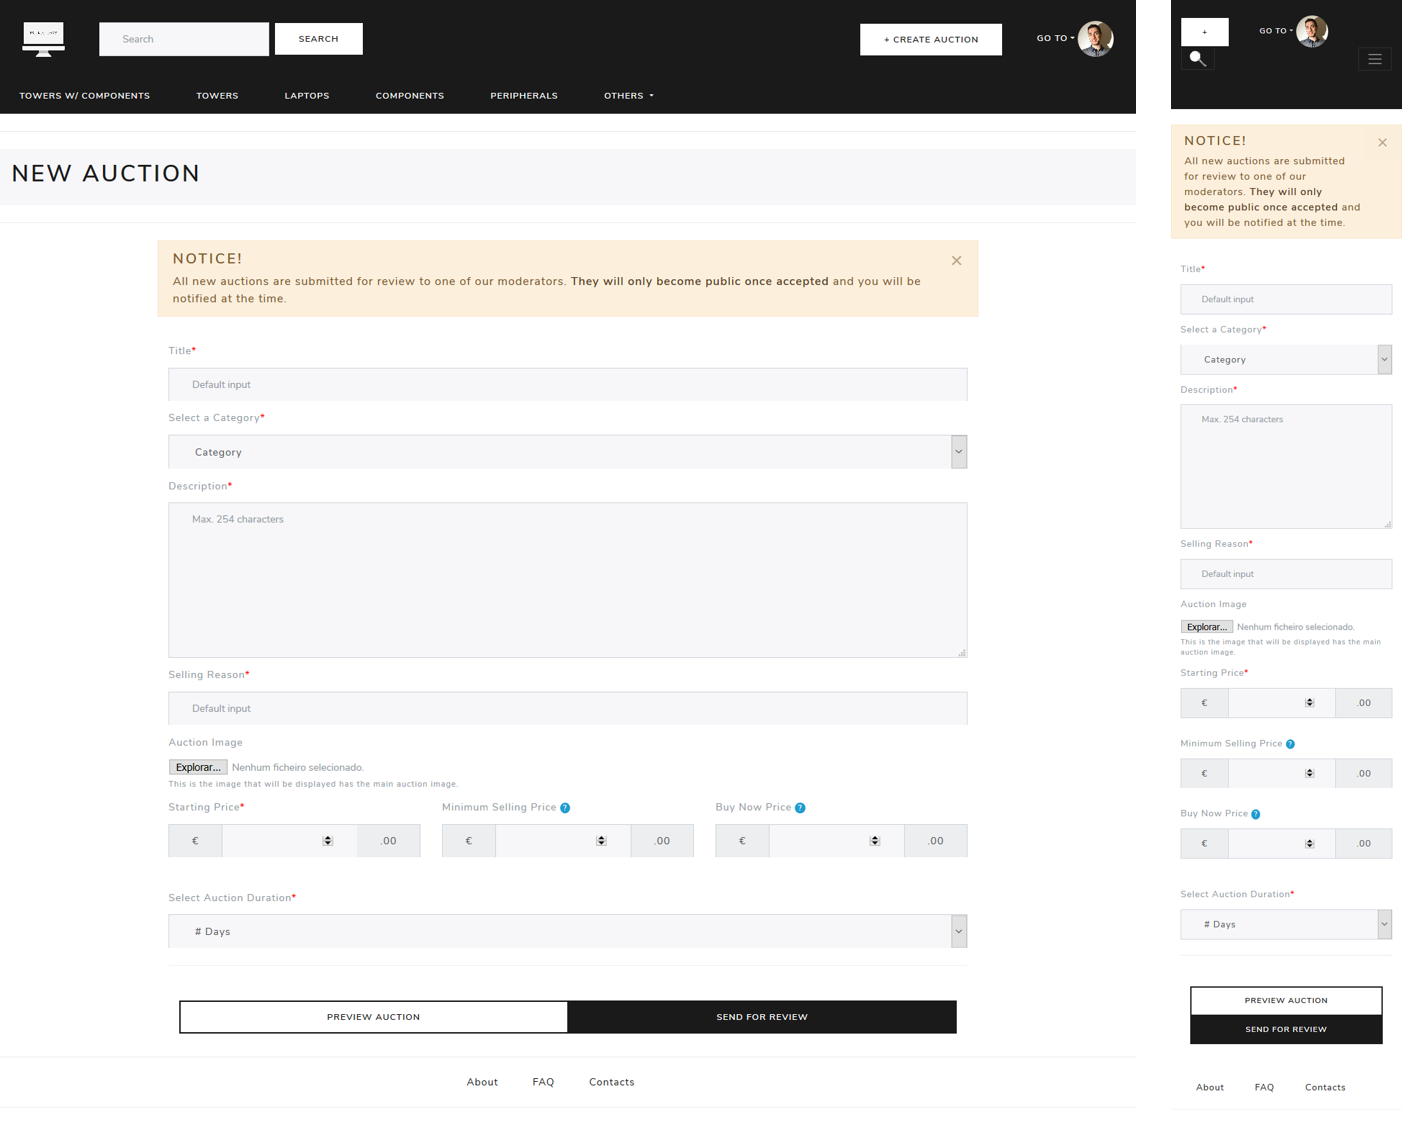 Search
SEARCH
+ CREATE AUCTION
GO TO
TOWERS W/ COMPONENTS
TOWERS
LAPTOPS
COMPONENTS
PERIPHERALS
OTHERS
NEW AUCTION
NOTICE!
All new auctions are submitted for review to one of our moderators. They will only become public once accepted and you will be
notified at the time.
Title*
Default input
Select a Category*
Category
Description*
Max. 254 characters
Selling Reason*
Default input
Auction Image
Explorar... Nenhum ficheiro selecionado.
This is the image that will be displayed has the main auction image.
Starting Price*
Minimum Selling Price ?
Buy Now Price ?
€ .00
€ .00
€ .00
Select Auction Duration*
# Days
PREVIEW AUCTION
SEND FOR REVIEW
About
FAQ
Contacts
+
GO TO
NOTICE!
All new auctions are submitted
for review to one of our
moderators. They will only
become public once accepted and
you will be notified at the time.
Title*
Default input
Select a Category*
Category
Description*
Max. 254 characters
Selling Reason*
Default input
Auction Image
Explorar... Nenhum ficheiro selecionado.
This is the image that will be displayed has the main
auction image.
Starting Price*
€ .00
Minimum Selling Price ?
€ .00
Buy Now Price ?
€ .00
Select Auction Duration*
# Days
PREVIEW AUCTION
SEND FOR REVIEW
About
FAQ
Contacts